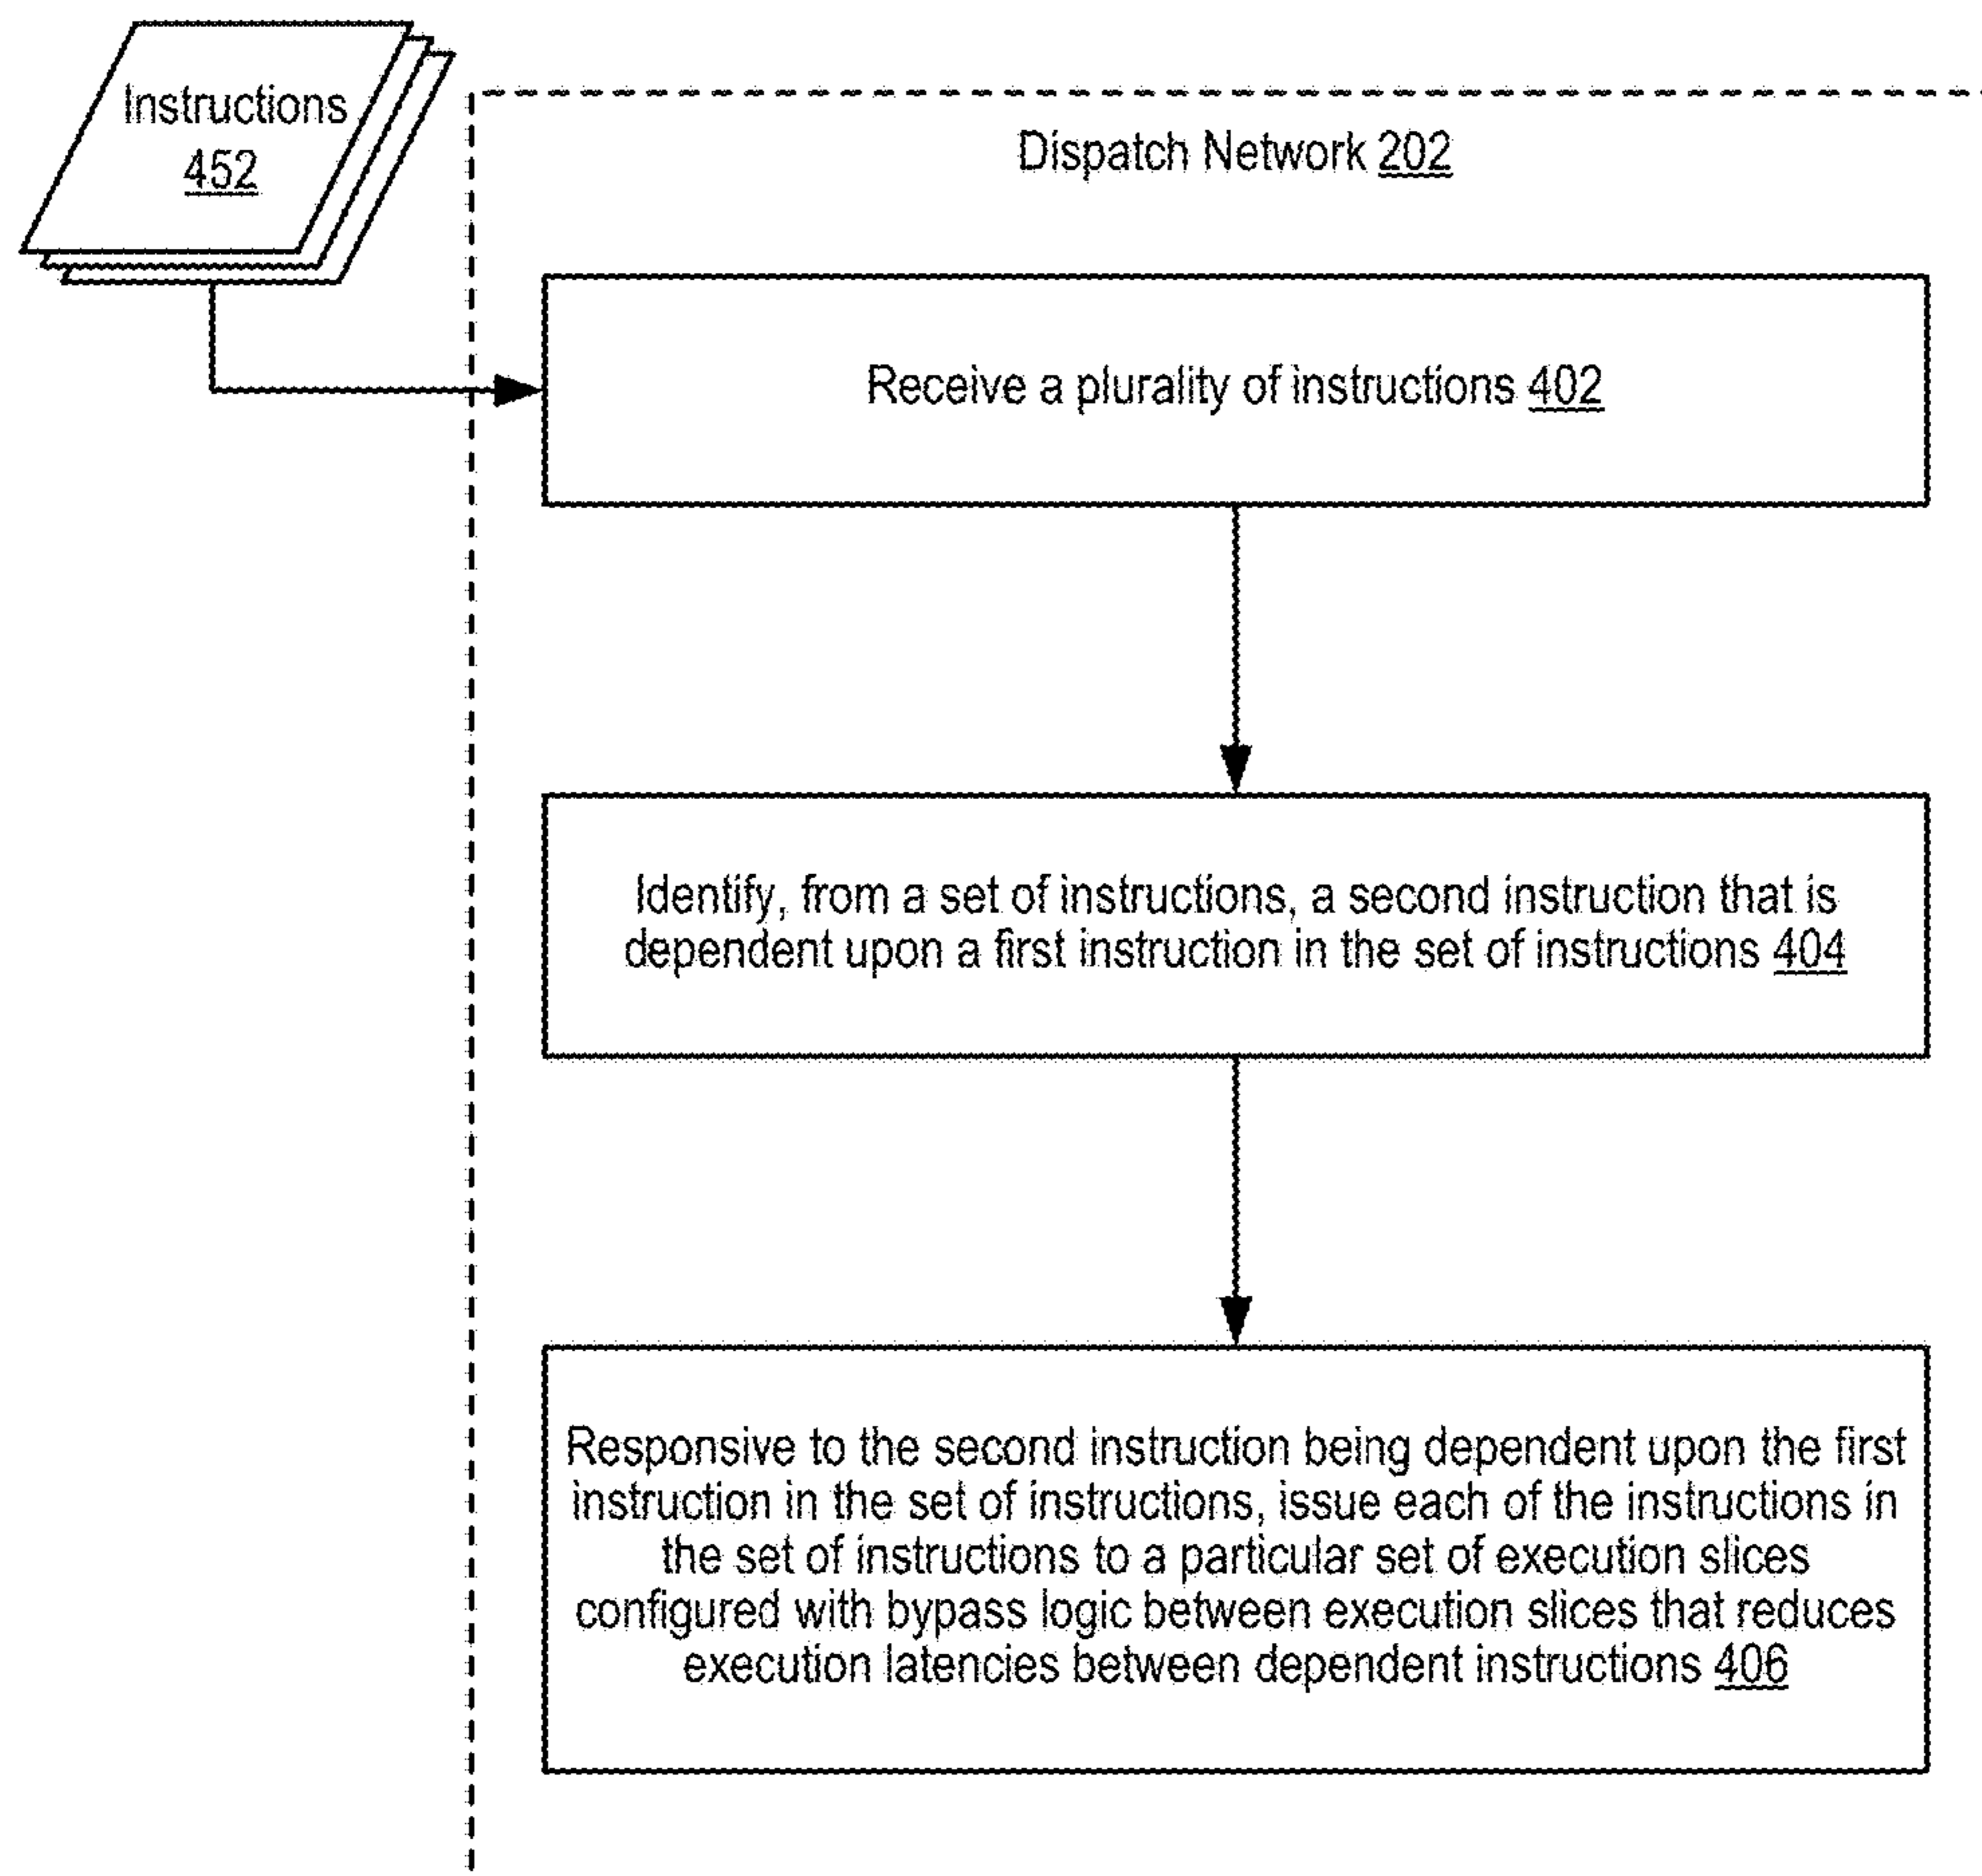 Instructions
452
Dispatch Network 202
Receive a plurality of instructions 402
Identify, from a set of instructions, a second instruction that is
dependent upon a first instruction in the set of instructions 404
Responsive to the second instruction being dependent upon the first
instruction in the set of instructions, issue each of the instructions in
the set of instructions to a particular set of execution slices
configured with bypass logic between execution slices that reduces
execution latencies between dependent instructions 406